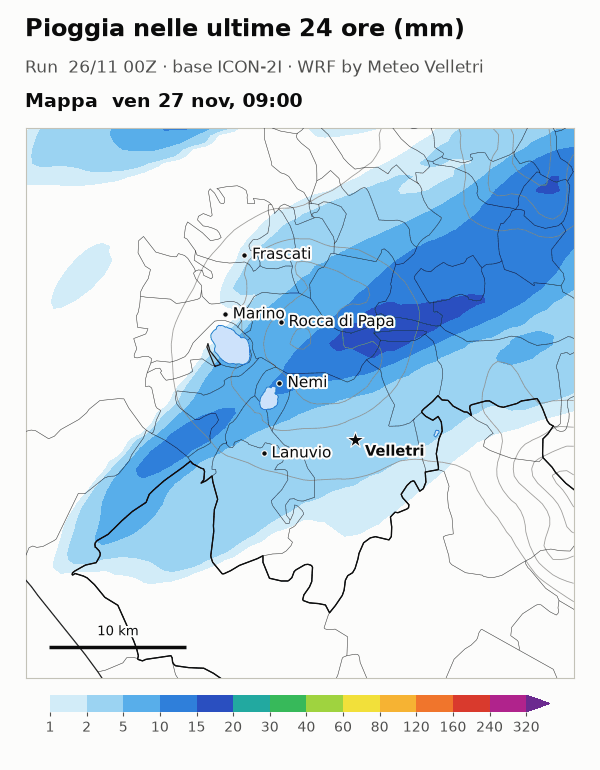 Pioggia nelle ultime 24 ore (mm)
Run 26/11 00Z · base ICON-2I · WRF by Meteo Velletri
Mappa ven 27 nov, 09:00
Frascati
Marino
Rocca di Papa
Nemi
Velletri
Lanuvio
10 km
1 2 5 10 15 20 30 40 60 80 120 160 240 320